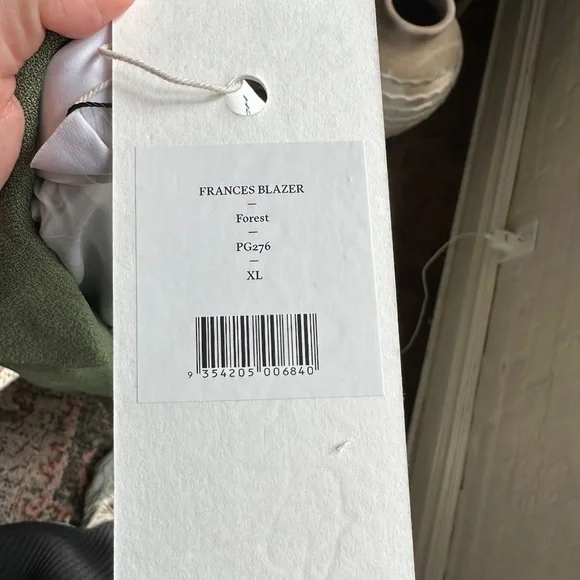 FRANCES BLAZER
—
Forest
—
PG276
—
XL
9 354205 006840